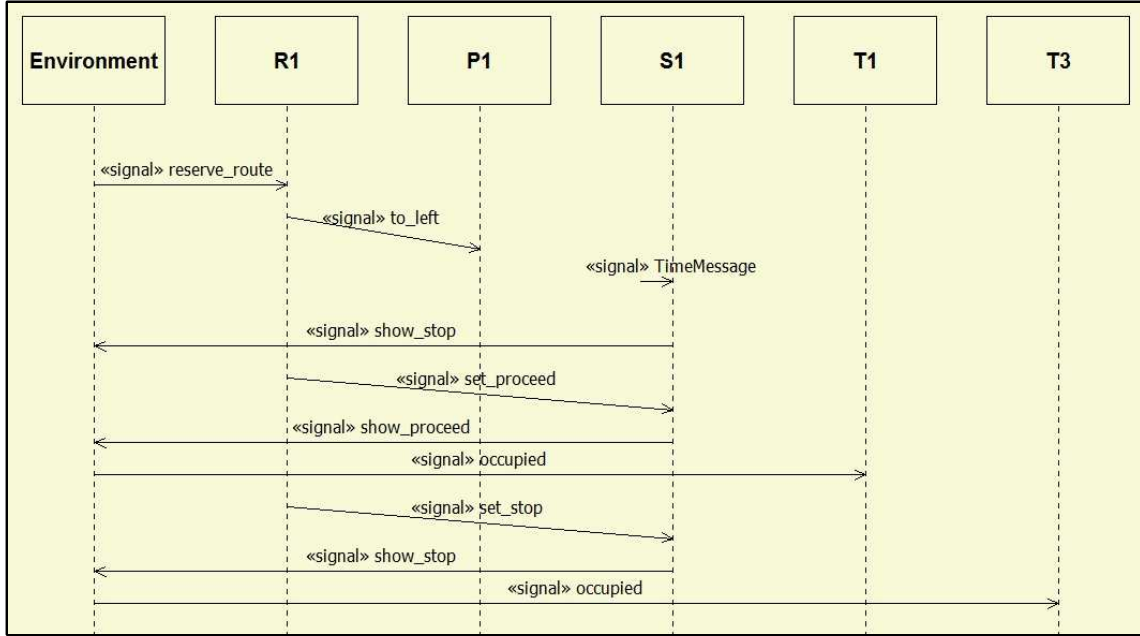 Environment
R1
P1
S1
T1
T3
«signal» reserve_route
«signal» to_left
«signal» TimeMessage
«signal» show_stop
«signal» set_proceed
«signal» show_proceed
«signal» occupied
«signal» set_stop
«signal» show_stop
«signal» occupied